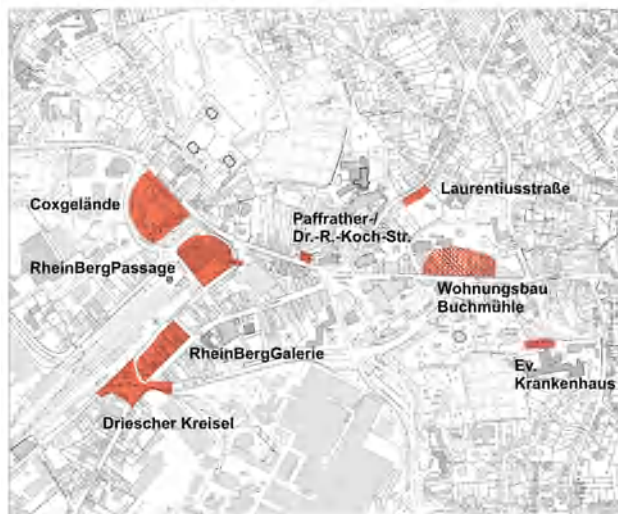 Laurentiusstraße
Coxgelände
Paffrather-/
Dr.-R.-Koch-Str.
RheinBergPassage
Wohnungsbau
Buchmühle
RheinBergGalerie
Ev.
Krankenhaus
Driescher Kreisel